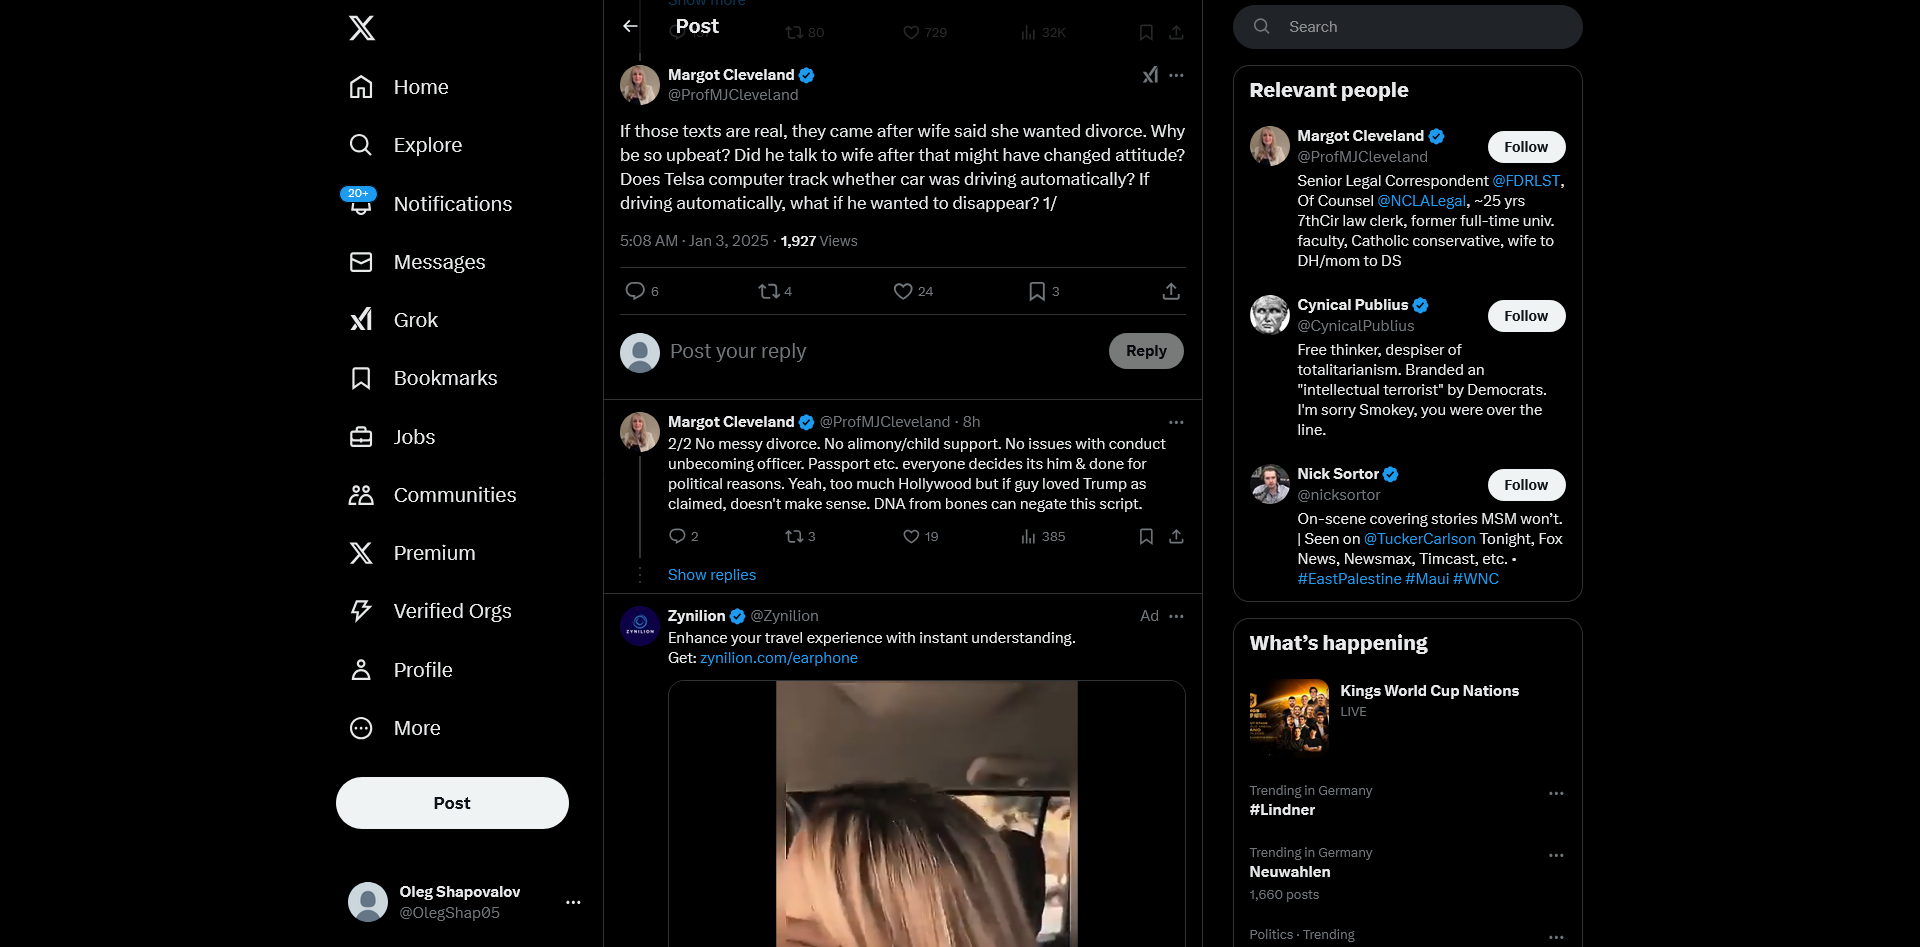 Home
Explore
20+
Notifications
Messages
Grok
Bookmarks
Jobs
Communities
Premium
Verified Orgs
Profile
More
Post
Oleg Shapovalov
@OlegShap05
Show more
Post
80
729
32K
Margot Cleveland
@ProfMJCleveland
If those texts are real, they came after wife said she wanted divorce. Why
be so upbeat? Did he talk to wife after that might have changed attitude?
Does Telsa computer track whether car was driving automatically? If
driving automatically, what if he wanted to disappear? 1/
5:08 AM · Jan 3, 2025 · 1,927 Views
6 4 24 3
Post your reply
Reply
Margot Cleveland @ProfMJCleveland · 8h
2/2 No messy divorce. No alimony/child support. No issues with conduct
unbecoming officer. Passport etc. everyone decides its him & done for
political reasons. Yeah, too much Hollywood but if guy loved Trump as
claimed, doesn't make sense. DNA from bones can negate this script.
2 3 19 385
Show replies
Zynilion @Zynilion Ad
ZYNILION
Enhance your travel experience with instant understanding.
Get: zynilion.com/earphone
Search
Relevant people
Margot Cleveland
@ProfMJCleveland
Follow
Senior Legal Correspondent @FDRLST,
Of Counsel @NCLALegal, ~25 yrs
7thCir law clerk, former full-time univ.
faculty, Catholic conservative, wife to
DH/mom to DS
Cynical Publius
@CynicalPublius
Follow
Free thinker, despiser of
totalitarianism. Branded an
"intellectual terrorist" by Democrats.
I'm sorry Smokey, you were over the
line.
Nick Sortor
@nicksortor
Follow
On-scene covering stories MSM won't.
| Seen on @TuckerCarlson Tonight, Fox
News, Newsmax, Timcast, etc. •
#EastPalestine #Maui #WNC
What's happening
Kings World Cup Nations
LIVE
Trending in Germany
#Lindner
Trending in Germany
Neuwahlen
1,660 posts
Politics · Trending